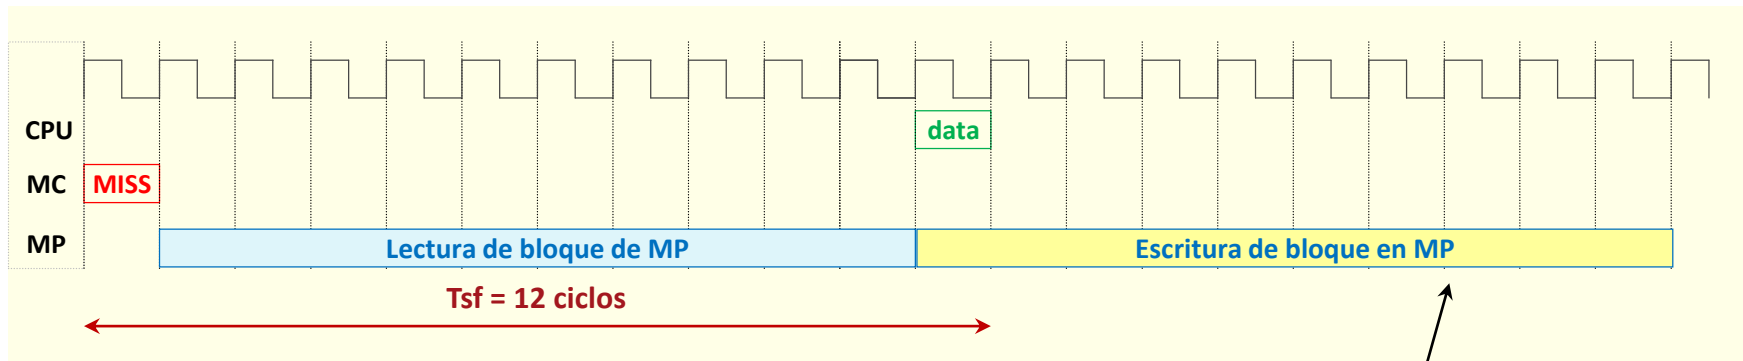 CPU data
MC MISS
MP Lectura de bloque de MP Escritura de bloque en MP
Tsf = 12 ciclos